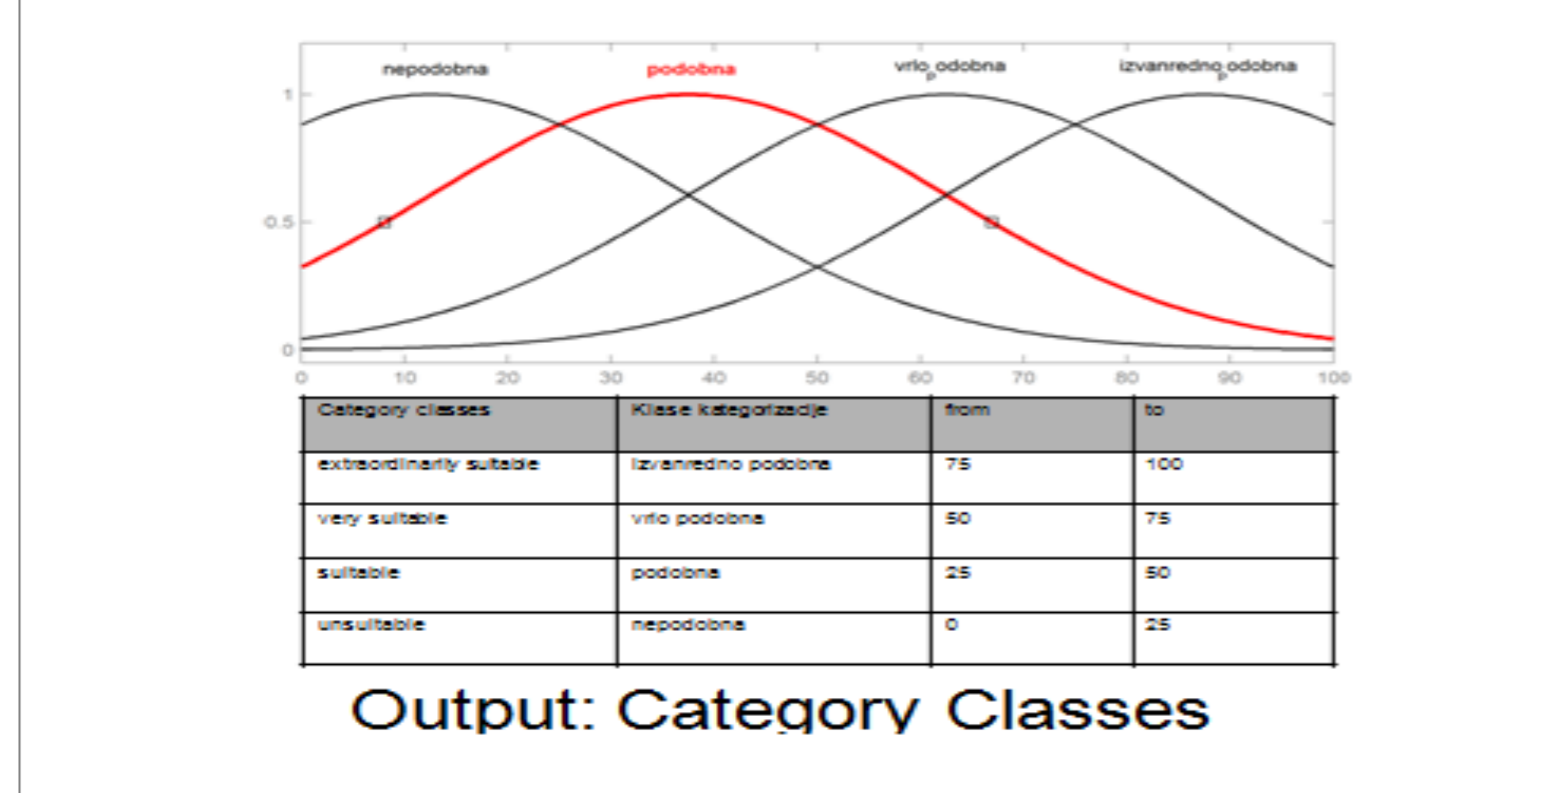 nepodobna podobna vrlo podobna izvanredno podobna
1
0.5
0
0 10 20 30 40 50 60 70 80 90 100
Category classes Klase kategorizacije from to
extraordinarily suitable izvanredno podobna 75 100
very suitable vrlo podobna 50 75
suitable podobna 25 50
unsuitable nepodobna 0 25
Output: Category Classes